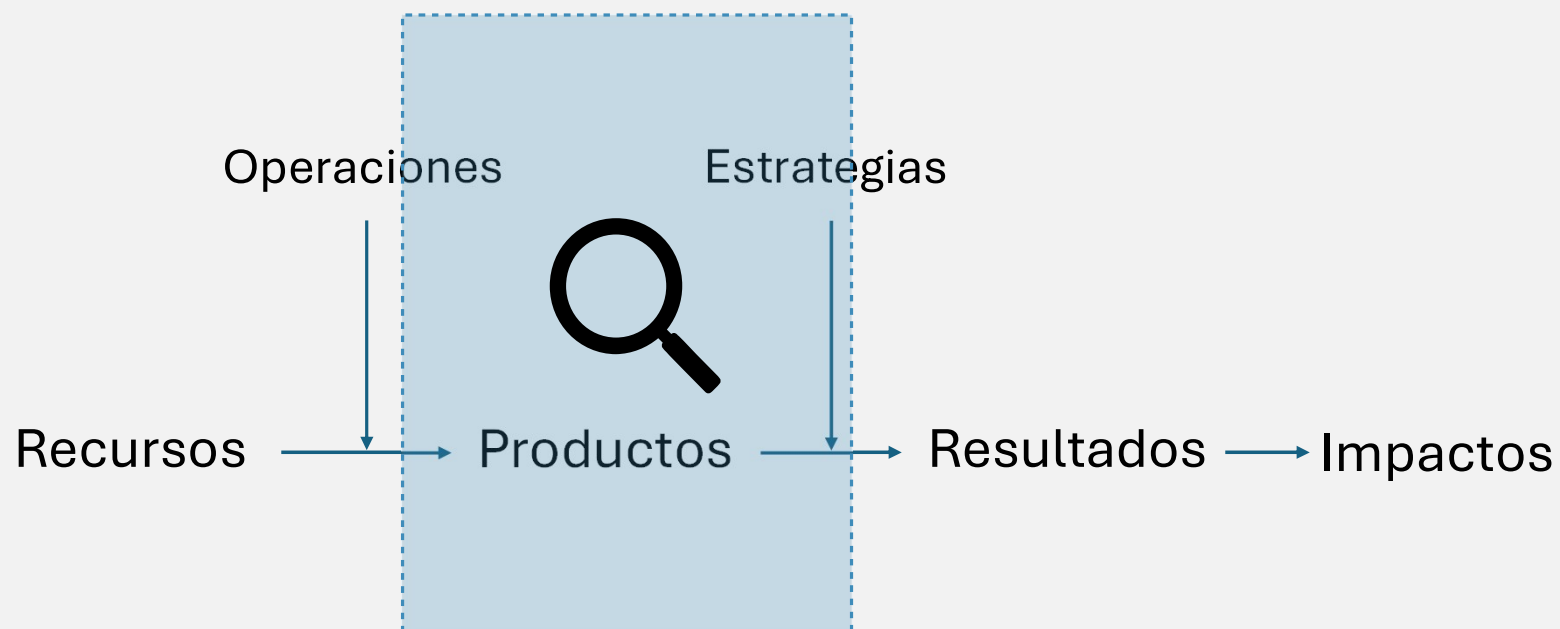 Operaciones
Estrategias
Recursos
Productos
Resultados
Impactos